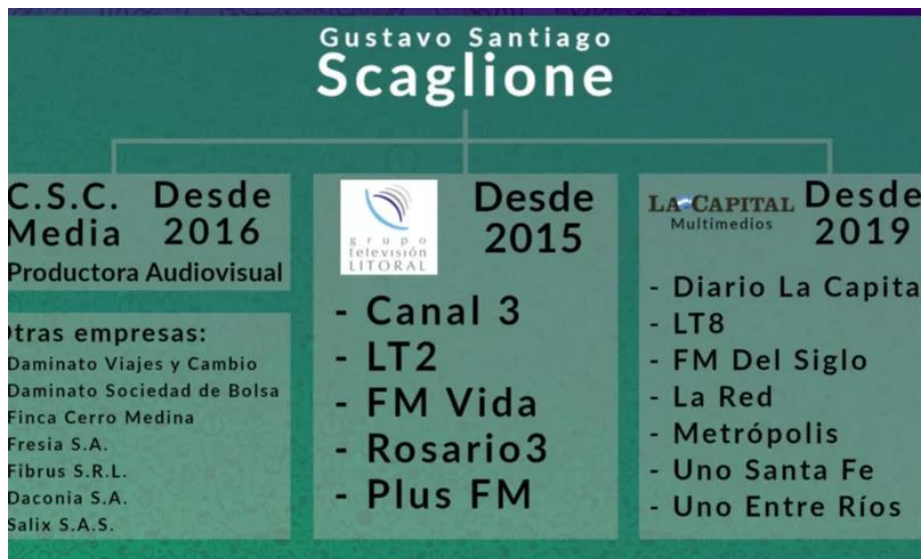 Gustavo Santiago
Scaglione
C.S.C. Desde
Media 2016
Productora Audiovisual
tras empresas:
Daminato Viajes y Cambio
Daminato Sociedad de Bolsa
Finca Cerro Medina
Fresia S.A.
Fibrus S.R.L.
Daconia S.A.
Salix S.A.S.
grupo
televisión
LITORAL
Desde
2015
- Canal 3
- LT2
- FM Vida
- Rosario3
- Plus FM
LA CAPITAL
Multimedios
Desde
2019
- Diario La Capita
- LT8
- FM Del Siglo
- La Red
- Metrópolis
- Uno Santa Fe
- Uno Entre Ríos